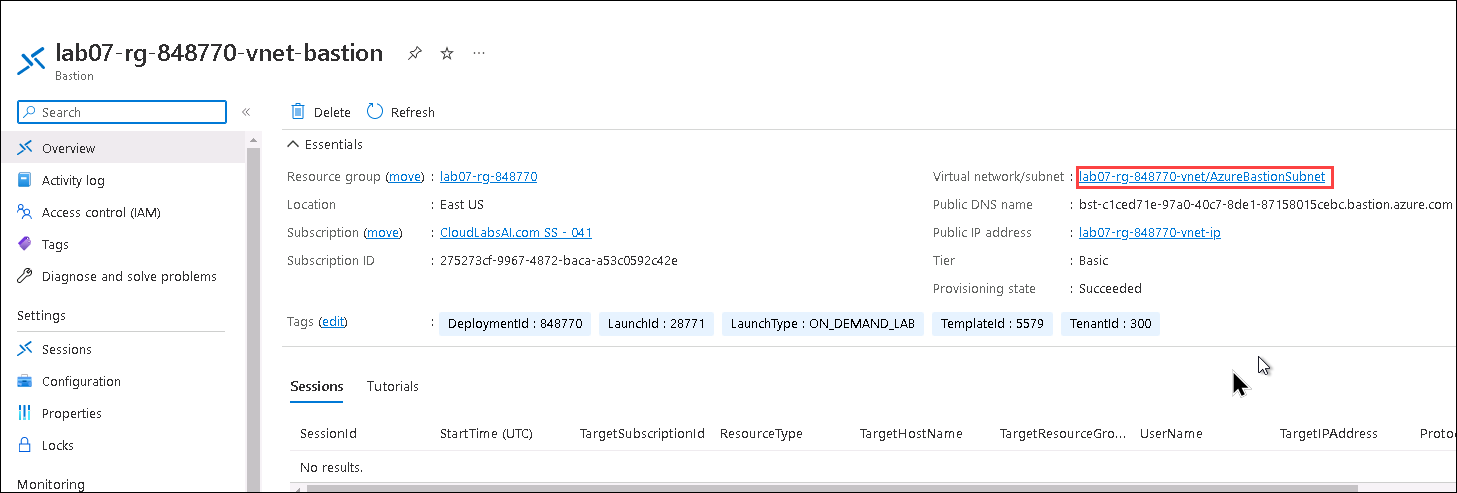 lab07-rg-848770-vnet-bastion
Bastion
Search
Overview
Activity log
Access control (IAM)
Tags
Diagnose and solve problems
Settings
Sessions
Configuration
Properties
Locks
Monitoring
Delete Refresh
Essentials
Resource group (move) : lab07-rg-848770
Location : East US
Subscription (move) : CloudLabsAI.com SS - 041
Subscription ID : 275273cf-9967-4872-baca-a53c0592c42e
Virtual network/subnet : lab07-rg-848770-vnet/AzureBastionSubnet
Public DNS name : bst-c1ced71e-97a0-40c7-8de1-87158015cebc.bastion.azure.com
Public IP address : lab07-rg-848770-vnet-ip
Tier : Basic
Provisioning state : Succeeded
Tags (edit) : DeploymentId : 848770 LaunchId : 28771 LaunchType : ON_DEMAND_LAB TemplateId : 5579 TenantId : 300
Sessions Tutorials
SessionId StartTime (UTC) TargetSubscriptionId ResourceType TargetHostName TargetResourceGro... UserName TargetIPAddress Protoc
No results.